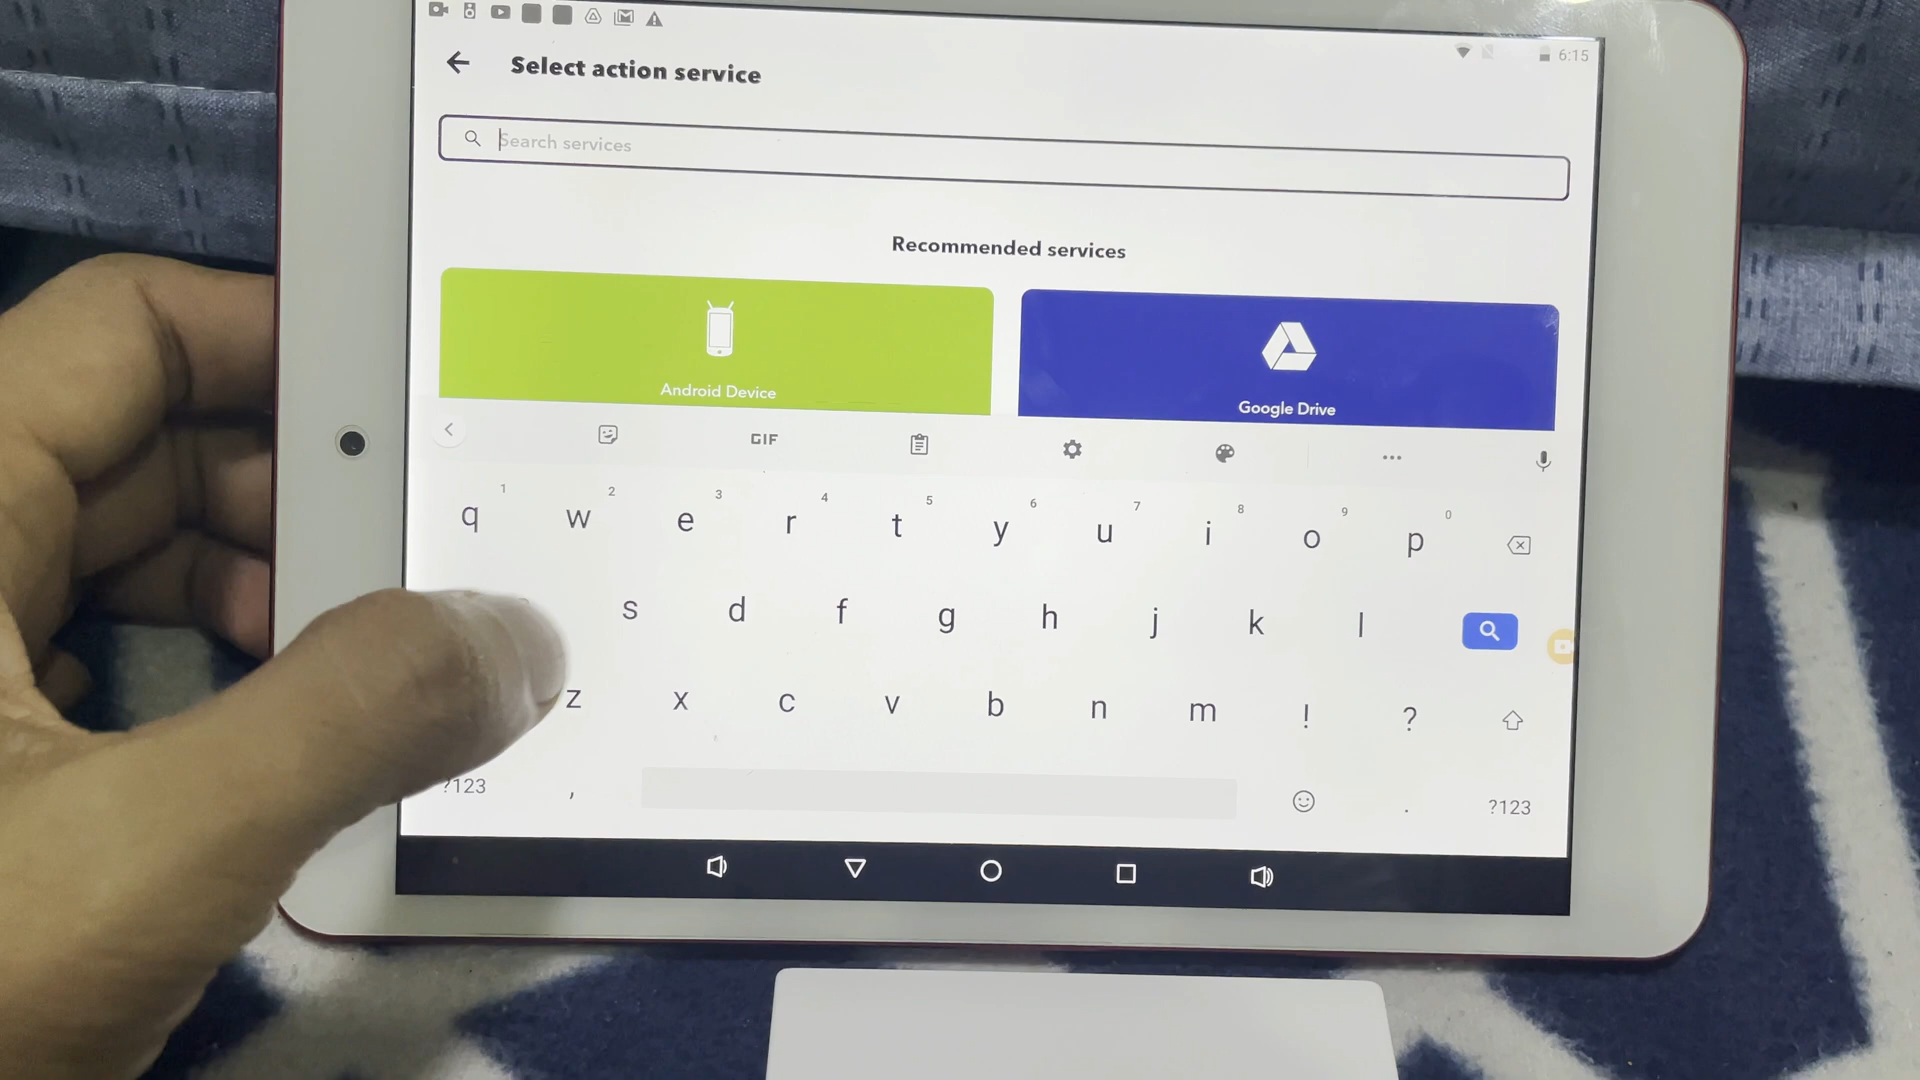 6:15
Select action service
Search services
Recommended services
Android Device
Google Drive
GIF
1 2 3 4 5 6 7 8 9 0
q w e r t y u i o p
s d f g h j k l
z x c v b n m ! ?
?123 , . ?123